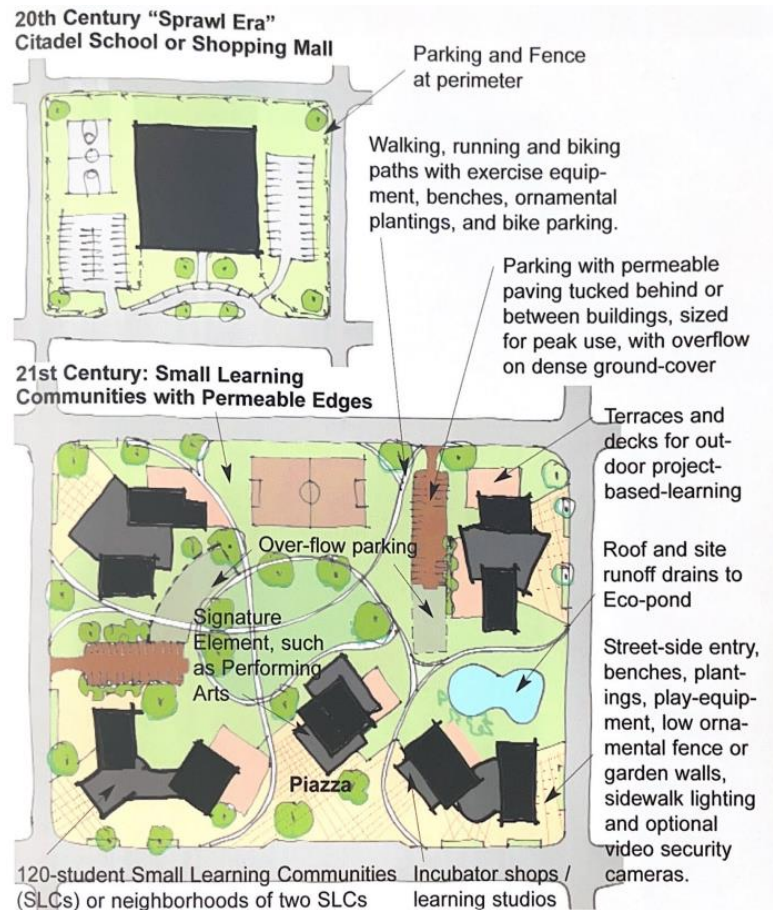 20th Century “Sprawl Era”
Citadel School or Shopping Mall
Parking and Fence
at perimeter
Walking, running and biking
paths with exercise equip-
ment, benches, ornamental
plantings, and bike parking.
Parking with permeable
paving tucked behind or
between buildings, sized
for peak use, with overflow
on dense ground-cover
21st Century: Small Learning
Communities with Permeable Edges
Terraces and
decks for out-
door project-
based-learning
Over-flow parking
Roof and site
runoff drains to
Eco-pond
Signature
Element, such
as Performing
Arts
Street-side entry,
benches, plant-
ings, play-equip-
ment, low orna-
mental fence or
garden walls,
sidewalk lighting
and optional
video security
cameras.
Piazza
120-student Small Learning Communities
(SLCs) or neighborhoods of two SLCs
Incubator shops /
learning studios